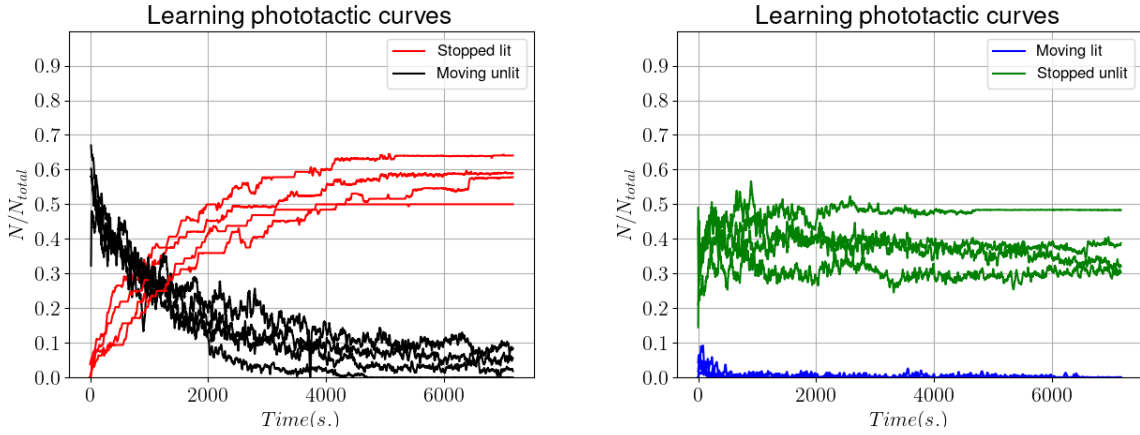 Learning phototactic curves
Stopped lit
Moving unlit
N/N_total
0.9
0.8
0.7
0.6
0.5
0.4
0.3
0.2
0.1
0.0
0 2000 4000 6000
Time(s.)
Learning phototactic curves
Moving lit
Stopped unlit
N/N_total
0.9
0.8
0.7
0.6
0.5
0.4
0.3
0.2
0.1
0.0
0 2000 4000 6000
Time(s.)